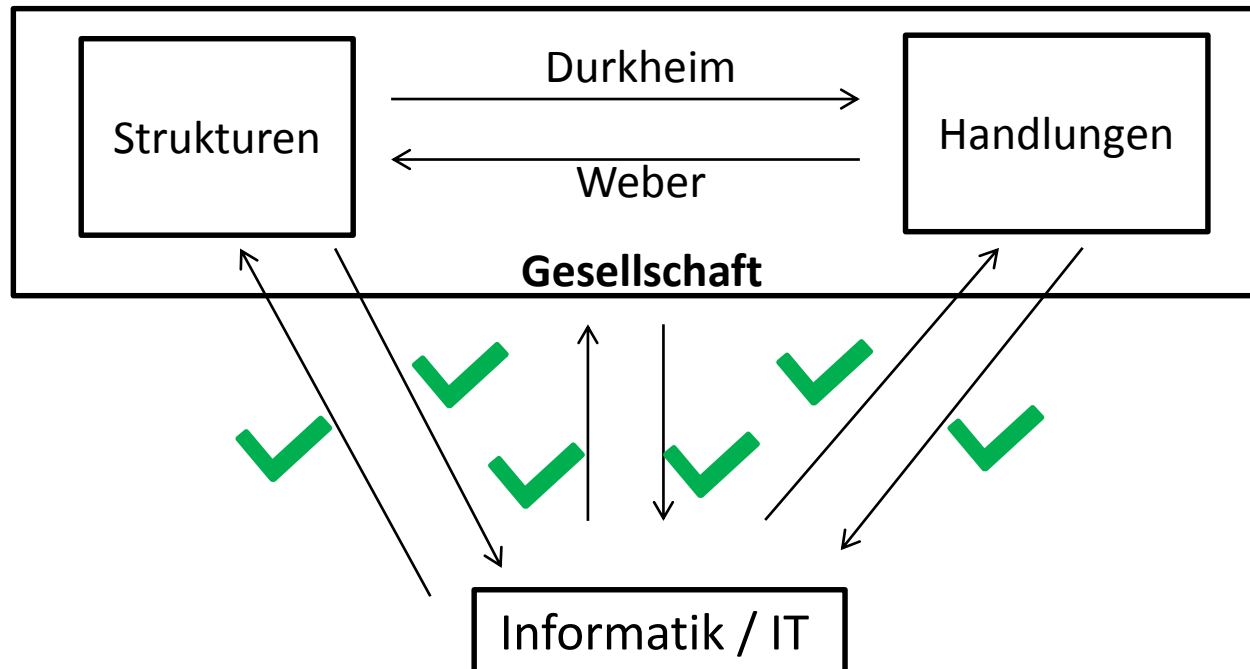 Durkheim
Strukturen
Handlungen
Weber
Gesellschaft
Informatik / IT